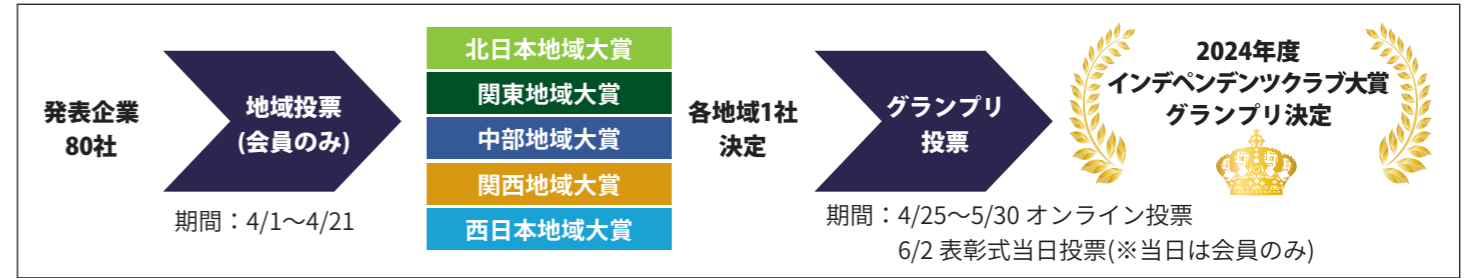 発表企業
80社
地域投票
(会員のみ)
期間：4/1～4/21
北日本地域大賞
関東地域大賞
中部地域大賞
関西地域大賞
西日本地域大賞
各地域1社
決定
グランプリ
投票
期間：4/25～5/30 オンライン投票
6/2 表彰式当日投票(※当日は会員のみ)
2024年度
インデペンデンツクラブ大賞
グランプリ決定